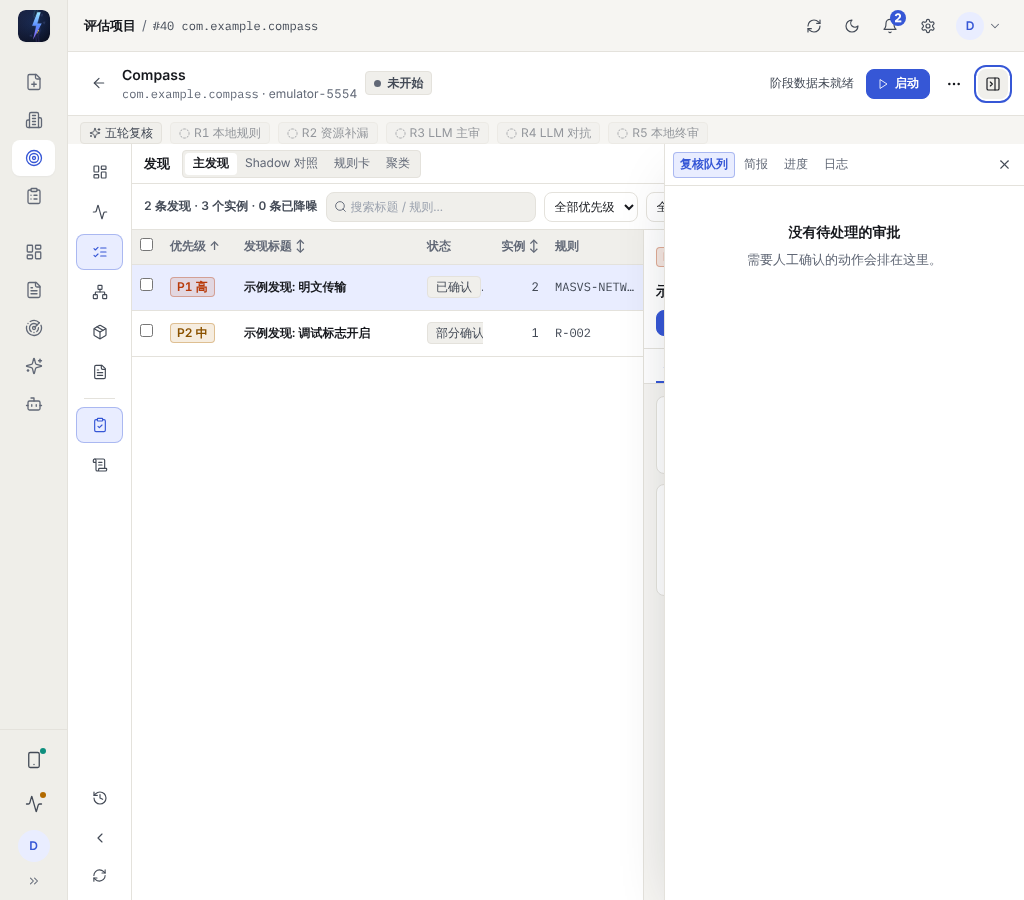 评估项目 / #40 com.example.compass
2
D
Compass
com.example.compass · emulator-5554
未开始
阶段数据未就绪
启动
五轮复核
R1 本地规则
R2 资源补漏
R3 LLM 主审
R4 LLM 对抗
R5 本地终审
发现
主发现
Shadow 对照
规则卡
聚类
复核队列
简报
进度
日志
2 条发现 · 3 个实例 · 0 条已降噪
搜索标题 / 规则...
全部优先级
优先级
发现标题
状态
实例
规则
P1 高
示例发现: 明文传输
已确认
2
MASVS-NETW…
P2 中
示例发现: 调试标志开启
部分确认
1
R-002
没有待处理的审批
需要人工确认的动作会排在这里。
D